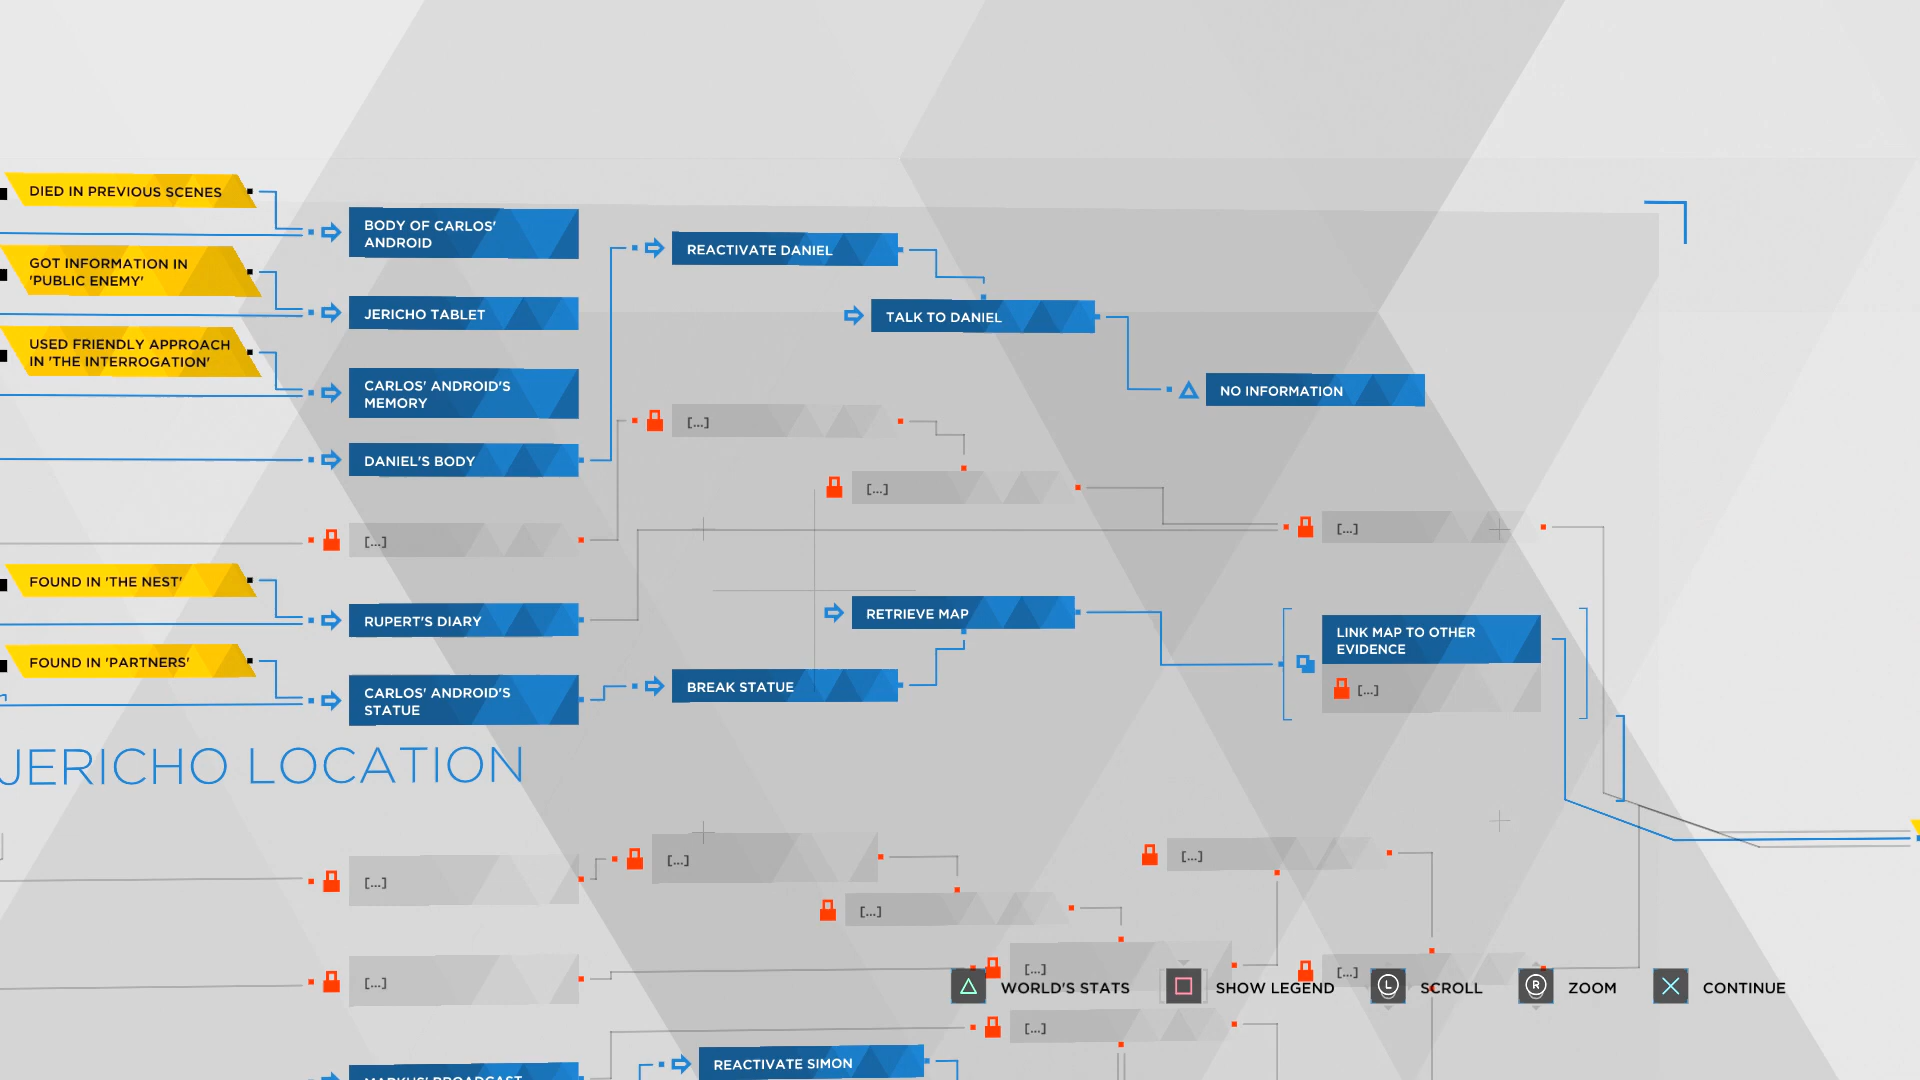 DIED IN PREVIOUS SCENES
BODY OF CARLOS'
ANDROID
REACTIVATE DANIEL
GOT INFORMATION IN
'PUBLIC ENEMY'
JERICHO TABLET
TALK TO DANIEL
USED FRIENDLY APPROACH
IN 'THE INTERROGATION'
CARLOS' ANDROID'S
MEMORY
NO INFORMATION
[...]
DANIEL'S BODY
[...]
[...]
[...]
FOUND IN 'THE NEST'
RUPERT'S DIARY
RETRIEVE MAP
LINK MAP TO OTHER
EVIDENCE
FOUND IN 'PARTNERS'
CARLOS' ANDROID'S
STATUE
BREAK STATUE
[...]
JERICHO LOCATION
[...]
[...]
[...]
[...]
[...]
[...]
[...]
WORLD'S STATS
SHOW LEGEND
L
SCROLL
R
ZOOM
CONTINUE
[...]
REACTIVATE SIMON
MARKUS' BROADCAST